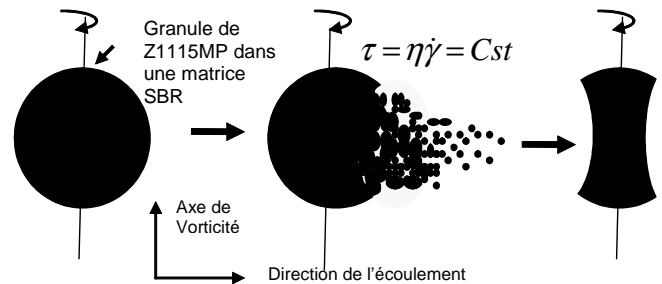 Granule de
Z1115MP dans
une matrice
SBR
τ = ηγ̇ = Cst
Axe de
Vorticité
Direction de l'écoulement